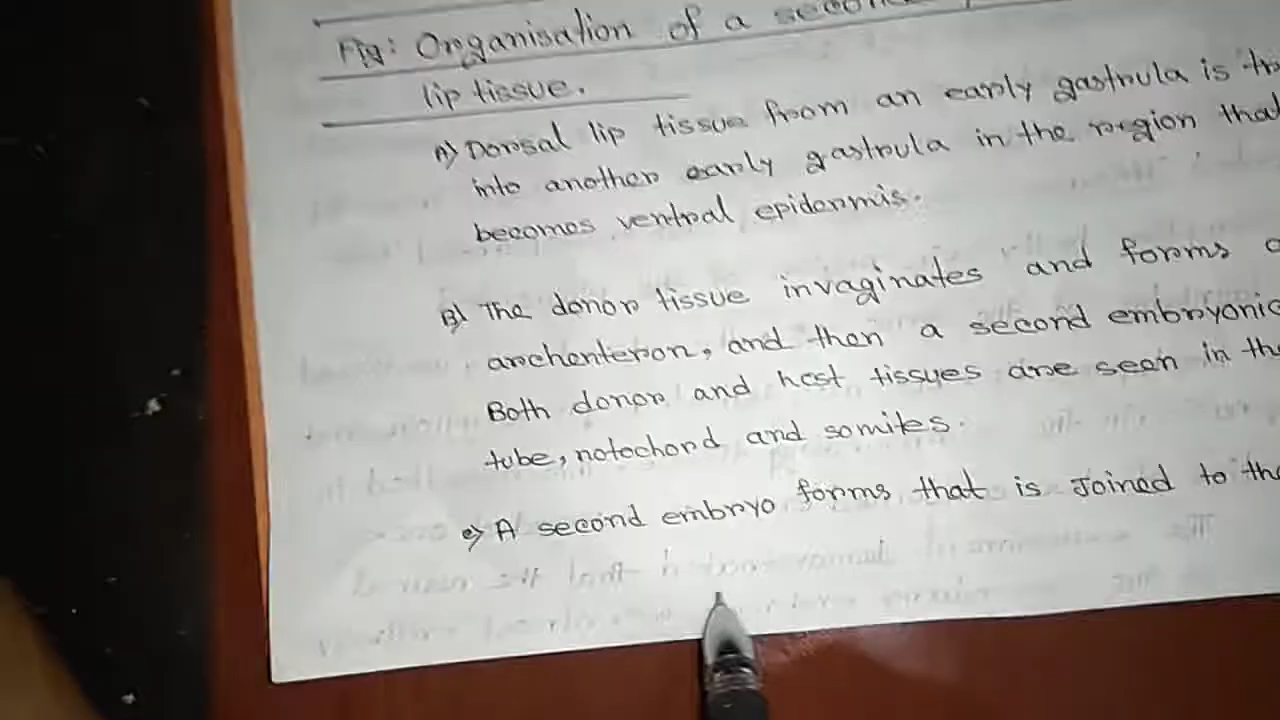 Fig: Organisation of a
lip tissue.
A) Dorsal lip tissue from an early gastrula is
into another early gastrula in the region that
becomes ventral epidermis.
B) The donor tissue invaginates and forms
archenteron, and then a second embryonic
Both donor and host tissues are seen in the
tube, notochord and somites.
c) A second embryo forms that is Joined to the